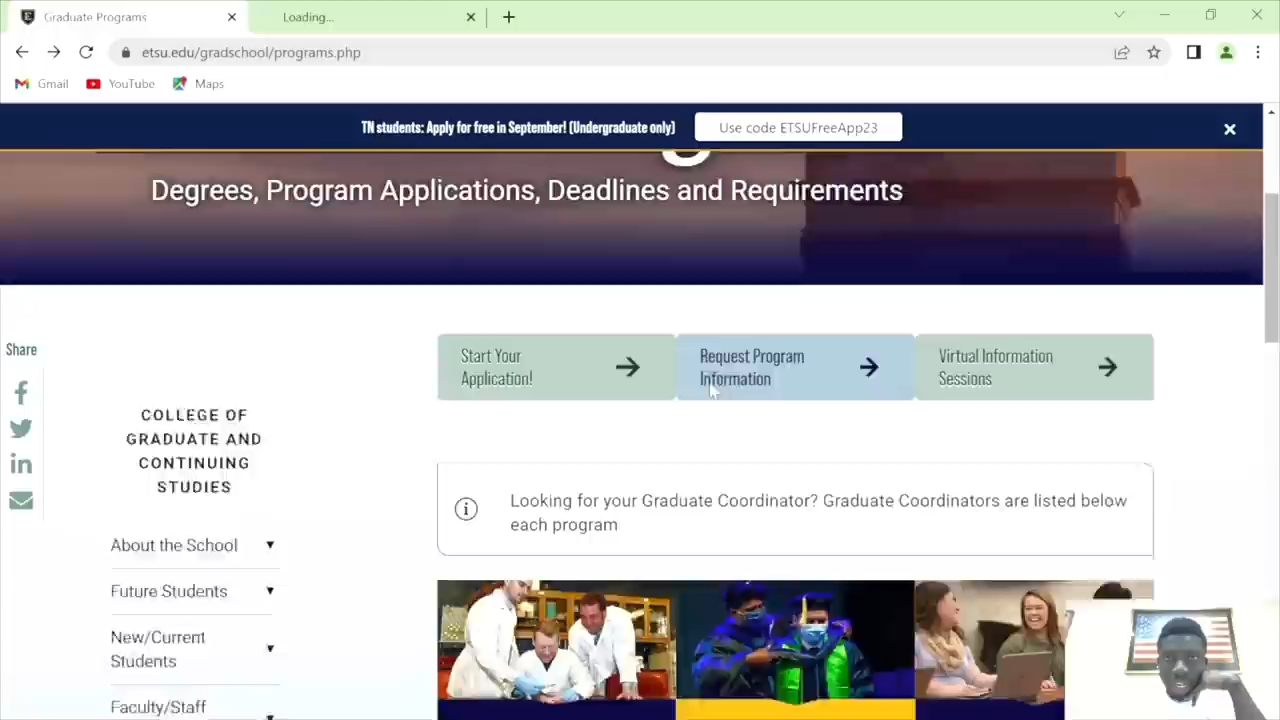 Graduate Programs
Loading...
etsu.edu/gradschool/programs.php
Gmail
YouTube
Maps
TN students: Apply for free in September! (Undergraduate only)
Use code ETSUFreeApp23
Degrees, Program Applications, Deadlines and Requirements
Share
Start Your
Application!
Request Program
Information
Virtual Information
Sessions
COLLEGE OF
GRADUATE AND
CONTINUING
STUDIES
Looking for your Graduate Coordinator? Graduate Coordinators are listed below
each program
About the School
Future Students
New/Current
Students
Faculty/Staff